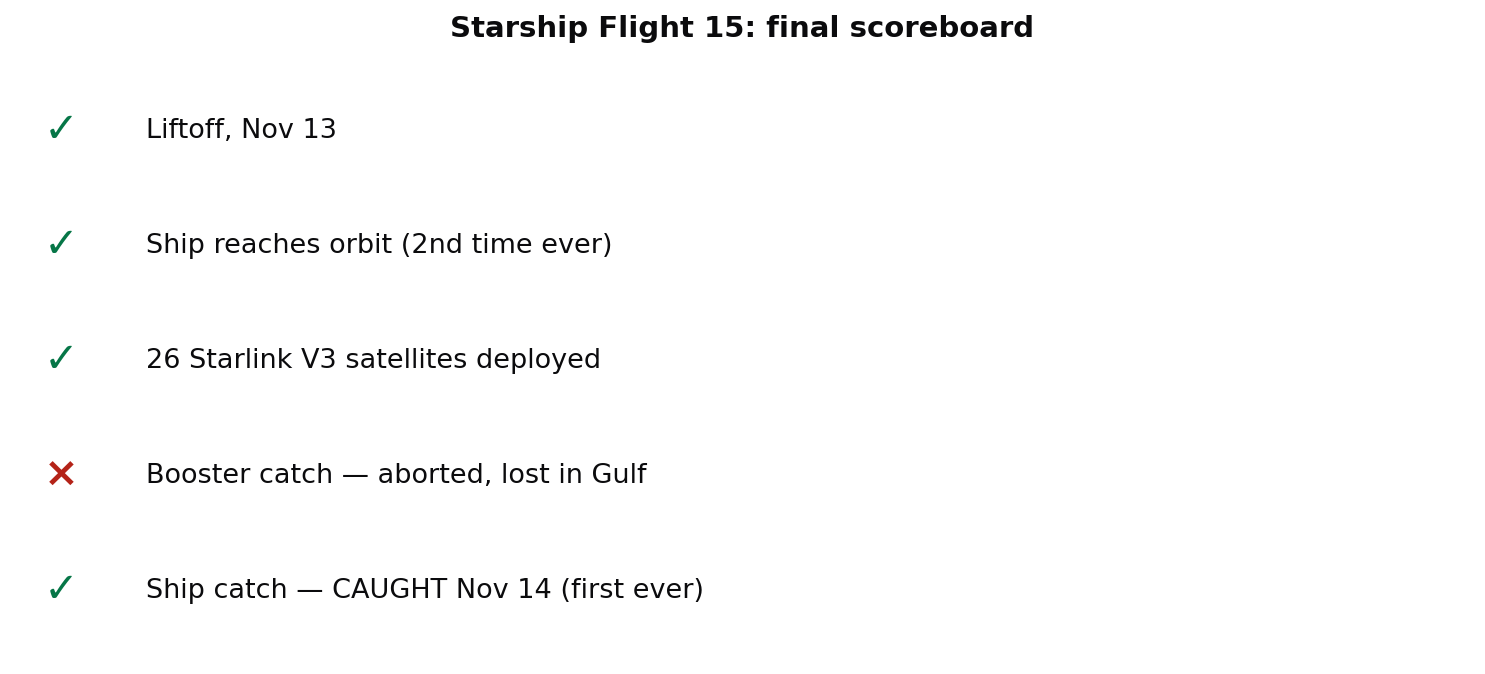 Starship Flight 15: final scoreboard
✓ Liftoff, Nov 13
✓ Ship reaches orbit (2nd time ever)
✓ 26 Starlink V3 satellites deployed
✕ Booster catch — aborted, lost in Gulf
✓ Ship catch — CAUGHT Nov 14 (first ever)